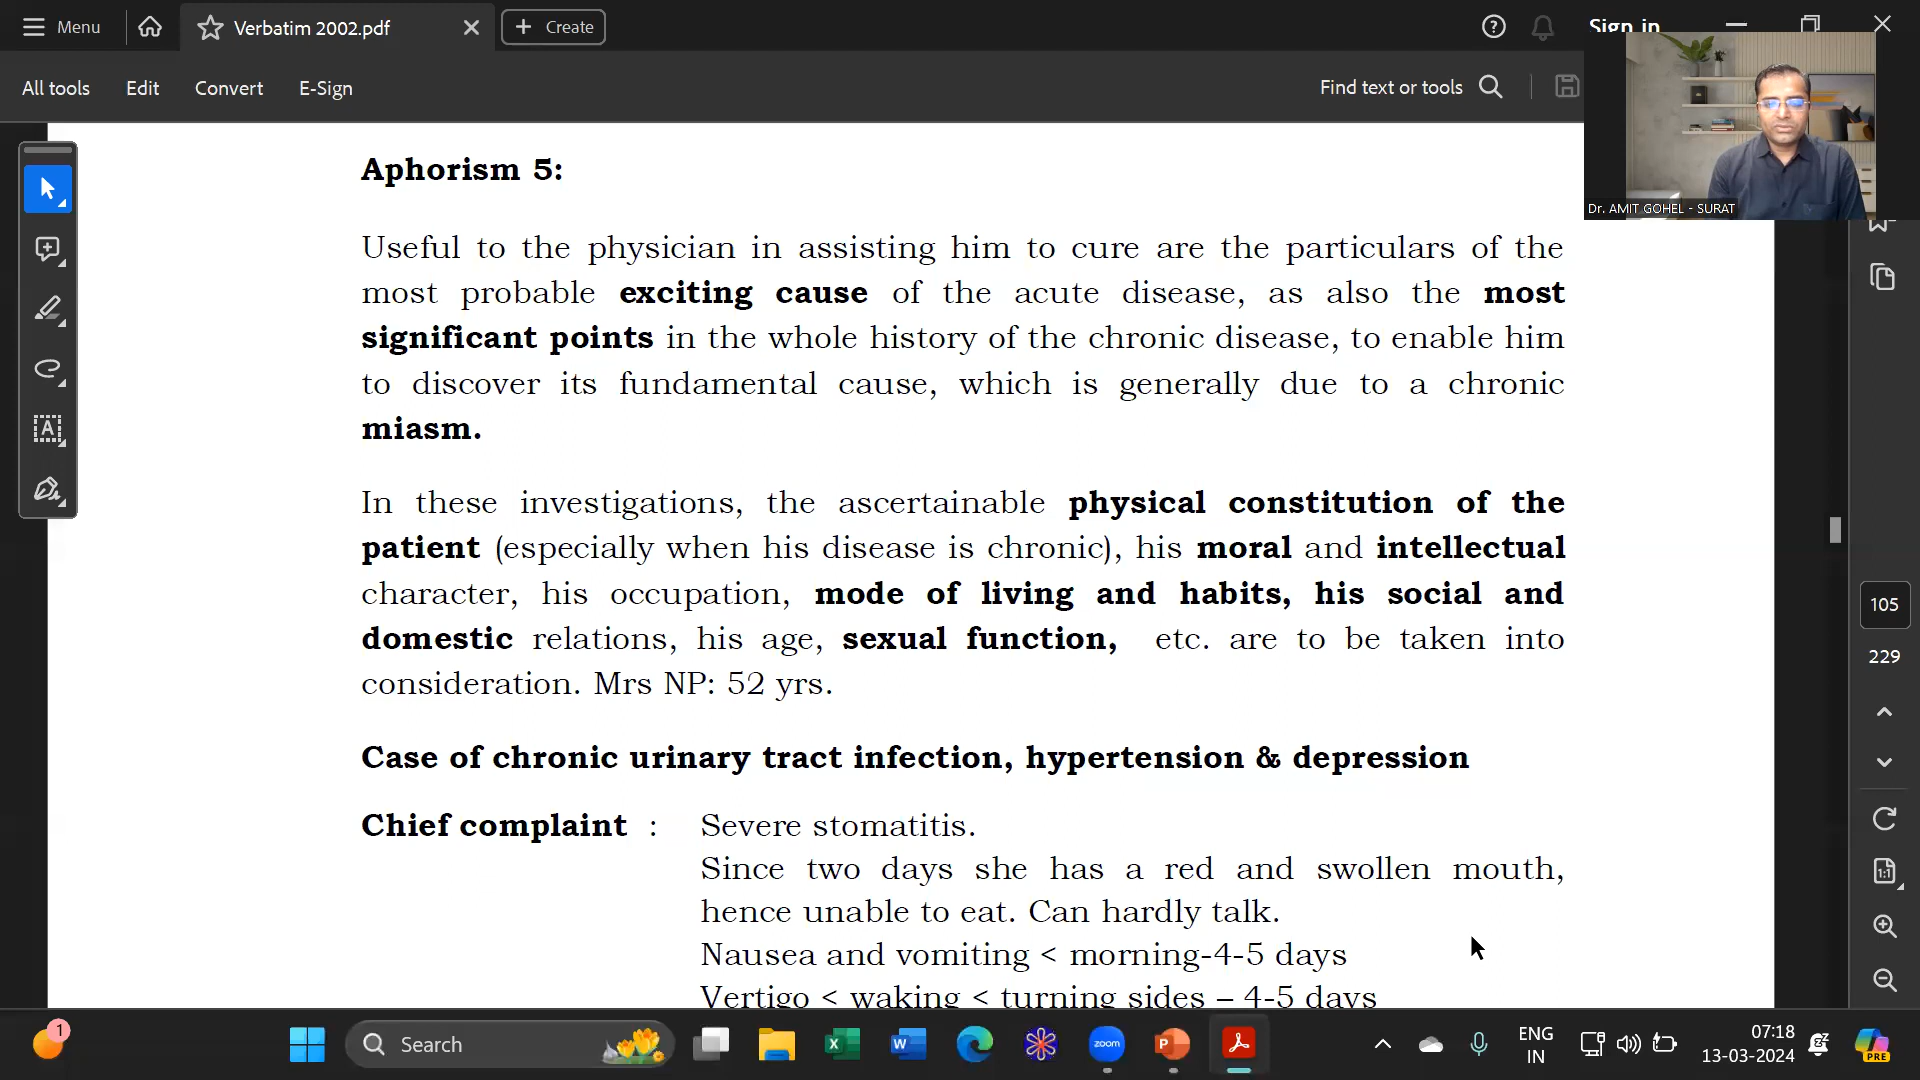 Menu
Verbatim 2002.pdf
Create
Sign in
All tools
Edit
Convert
E-Sign
Find text or tools
Dr. AMIT GOHEL - SURAT
Aphorism 5:
Useful to the physician in assisting him to cure are the particulars of the
most probable exciting cause of the acute disease, as also the most
significant points in the whole history of the chronic disease, to enable him
to discover its fundamental cause, which is generally due to a chronic
miasm.
In these investigations, the ascertainable physical constitution of the
patient (especially when his disease is chronic), his moral and intellectual
character, his occupation, mode of living and habits, his social and
domestic relations, his age, sexual function, etc. are to be taken into
consideration. Mrs NP: 52 yrs.
Case of chronic urinary tract infection, hypertension & depression
Chief complaint : Severe stomatitis.
Since two days she has a red and swollen mouth,
hence unable to eat. Can hardly talk.
Nausea and vomiting < morning-4-5 days
Vertigo < waking < turning sides – 4-5 days
105
229
1:1
1
Search
zoom
ENG
IN
07:18
13-03-2024
PRE